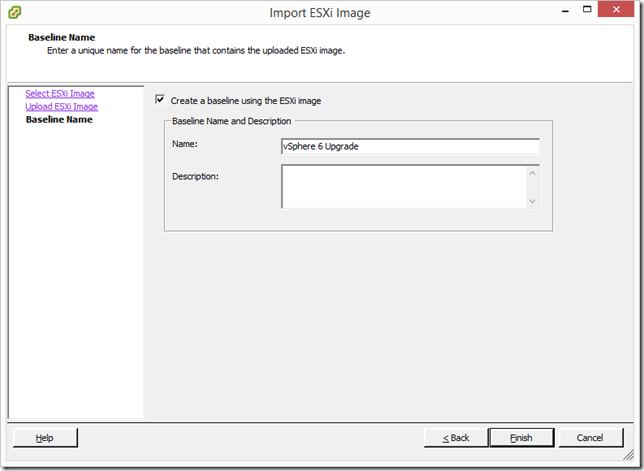 Import ESXi Image
Baseline Name
Enter a unique name for the baseline that contains the uploaded ESXi image.
Select ESXi Image
Upload ESXi Image
Baseline Name
Create a baseline using the ESXi image
Baseline Name and Description
Name:
vSphere 6 Upgrade
Description:
Help
< Back
Finish
Cancel